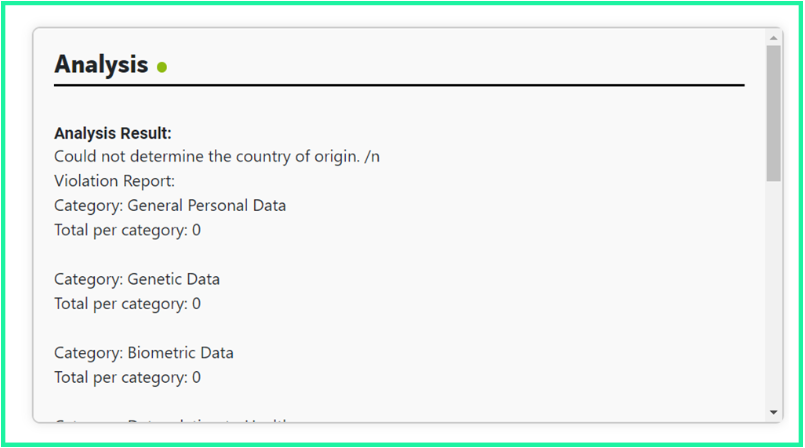 Analysis
Analysis Result:
Could not determine the country of origin. /n
Violation Report:
Category: General Personal Data
Total per category: 0
Category: Genetic Data
Total per category: 0
Category: Biometric Data
Total per category: 0